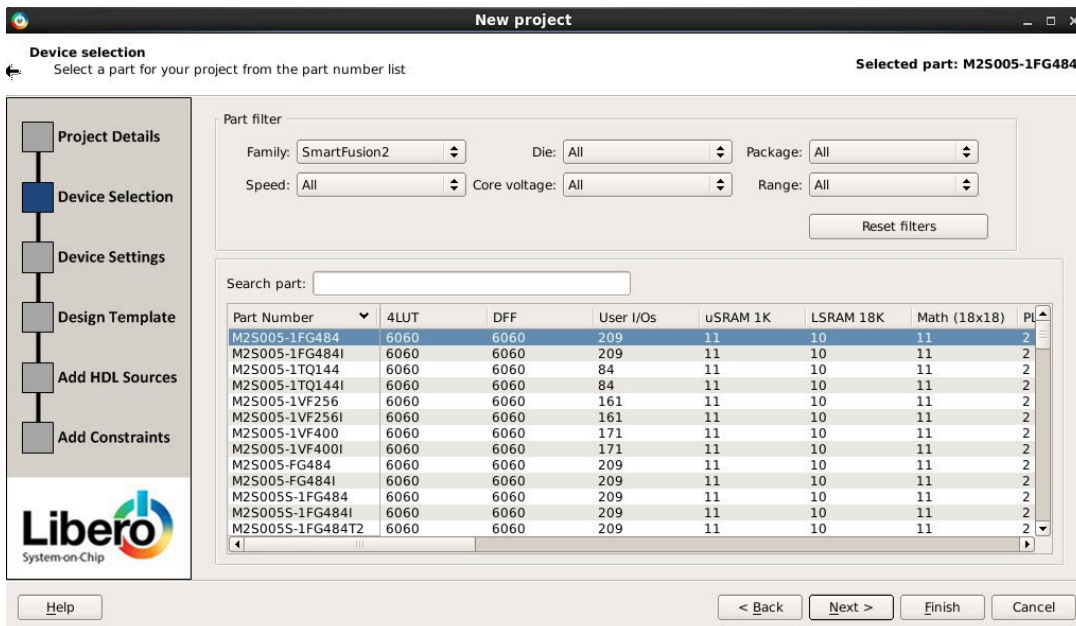 New project
Device selection
Select a part for your project from the part number list
Selected part: M2S005-1FG484
Project Details
Device Selection
Device Settings
Design Template
Add HDL Sources
Add Constraints
Libero
System-on-Chip
Part filter
Family: SmartFusion2 Die: All Package: All
Speed: All Core voltage: All Range: All
Reset filters
Search part:
Part Number 4LUT DFF User I/Os uSRAM 1K LSRAM 18K Math (18x18) PL
M2S005-1FG484 6060 6060 209 11 10 11 2
M2S005-1FG484I 6060 6060 209 11 10 11 2
M2S005-1TQ144 6060 6060 84 11 10 11 2
M2S005-1TQ144I 6060 6060 84 11 10 11 2
M2S005-1VF256 6060 6060 161 11 10 11 2
M2S005-1VF256I 6060 6060 161 11 10 11 2
M2S005-1VF400 6060 6060 171 11 10 11 2
M2S005-1VF400I 6060 6060 171 11 10 11 2
M2S005-FG484 6060 6060 209 11 10 11 2
M2S005-FG484I 6060 6060 209 11 10 11 2
M2S005S-1FG484 6060 6060 209 11 10 11 2
M2S005S-1FG484I 6060 6060 209 11 10 11 2
M2S005S-1FG484T2 6060 6060 209 11 10 11 2
Help < Back Next > Finish Cancel